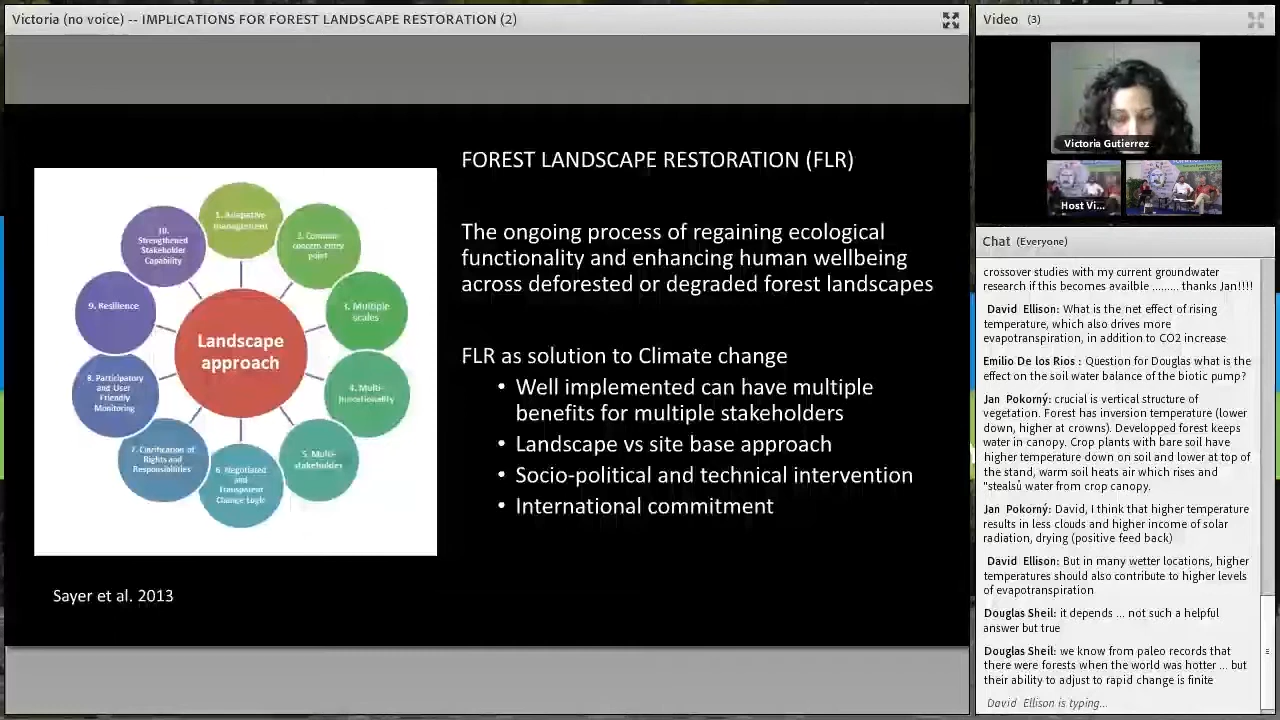 Victoria (no voice) -- IMPLICATIONS FOR FOREST LANDSCAPE RESTORATION (2)
FOREST LANDSCAPE RESTORATION (FLR)
The ongoing process of regaining ecological
functionality and enhancing human wellbeing
across deforested or degraded forest landscapes
FLR as solution to Climate change
• Well implemented can have multiple
benefits for multiple stakeholders
• Landscape vs site base approach
• Socio-political and technical intervention
• International commitment
Landscape
approach
1. Adaptive
management
2. Common
concern entry
point
3. Multiple
scales
4. Multi-
functionality
5. Multi-
stakeholder
6. Negotiated
and
Transparent
Change Logic
7. Clarification of
Rights and
Responsibilities
8. Participatory
and User
Friendly
Monitoring
9. Resilience
10.
Strengthened
Stakeholder
Capability
Sayer et al. 2013
Video (3)
Victoria Gutierrez
Host Vi...
Chat (Everyone)
crossover studies with my current groundwater
research if this becomes availble ......... thanks Jan!!!!
David Ellison: What is the net effect of rising
temperature, which also drives more
evapotranspiration, in addition to CO2 increase
Emilio De los Rios : Question for Douglas what is the
effect on the soil water balance of the biotic pump?
Jan Pokorny: crucial is vertical structure of
vegetation. Forest has inversion temperature (lower
down, higher at crowns). Developped forest keeps
water in canopy. Crop plants with bare soil have
higher temperature down on soil and lover at top of
the stand, warm soil heats air which rises and
"stealsů water from crop canopy.
Jan Pokorný: David, I think that higher temperature
results in less clouds and higher income of solar
radiation, drying (positive feed back)
David Ellison: But in many wetter locations, higher
temperatures should also contribute to higher levels
of evapotranspiration
Douglas Sheil: it depends ... not such a helpful
answer but true
Douglas Sheil: we know from paleo records that
there were forests when the world was hotter ... but
their ability to adjust to rapid change is finite
David Ellison is typing...